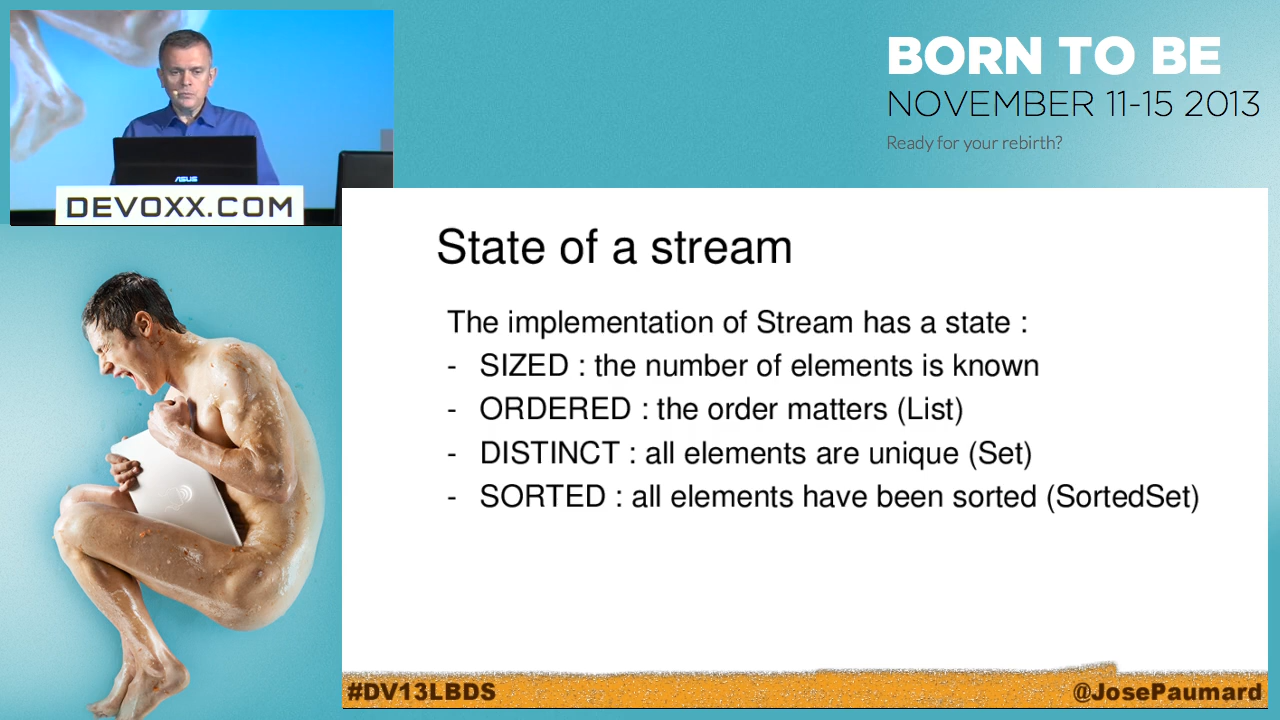 BORN TO BE
NOVEMBER 11-15 2013
Ready for your rebirth?
ASUS
DEVOXX.COM
State of a stream
The implementation of Stream has a state :
- SIZED : the number of elements is known
- ORDERED : the order matters (List)
- DISTINCT : all elements are unique (Set)
- SORTED : all elements have been sorted (SortedSet)
#DV13LBDS
@JosePaumard